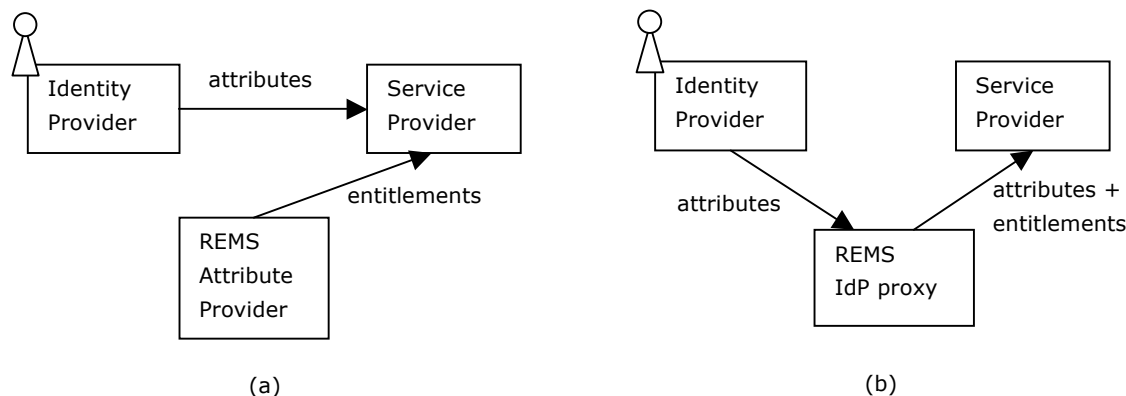 Identity
Provider
attributes
Service
Provider
entitlements
REMS
Attribute
Provider
(a)
Identity
Provider
Service
Provider
attributes
attributes +
entitlements
REMS
IdP proxy
(b)